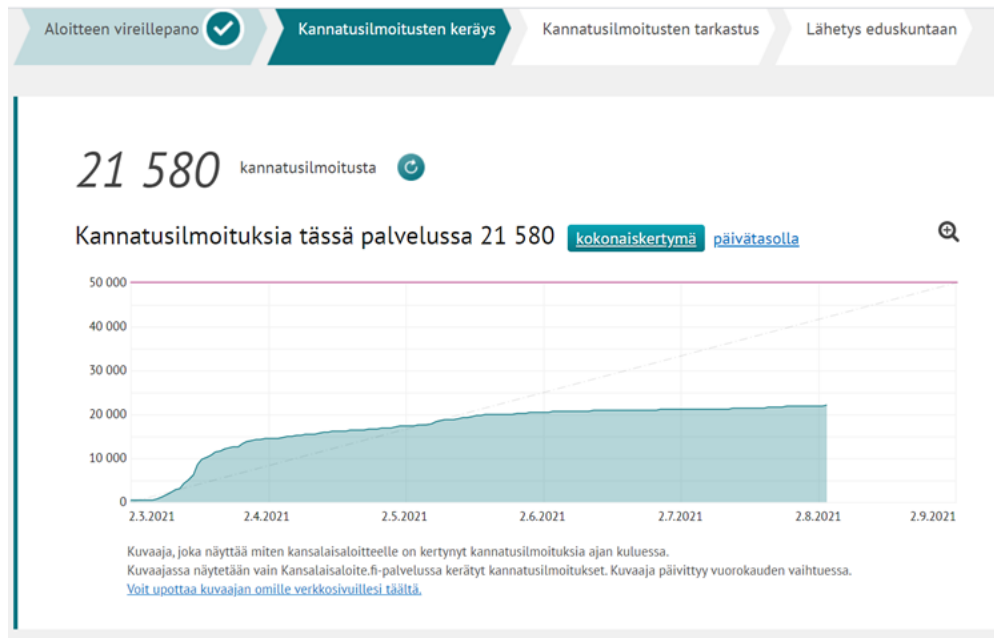 Aloitteen vireillepano
Kannatusilmoitusten keräys
Kannatusilmoitusten tarkastus
Lähetys eduskuntaan
21 580 kannatusilmoitusta
Kannatusilmoituksia tässä palvelussa 21 580 kokonaiskertymä päivätasolla
50 000
40 000
30 000
20 000
10 000
0
2.3.2021 2.4.2021 2.5.2021 2.6.2021 2.7.2021 2.8.2021 2.9.2021
Kuvaaja, joka näyttää miten kansalaisaloitteelle on kertynyt kannatusilmoituksia ajan kuluessa.
Kuvaajassa näytetään vain Kansalaisaloite.fi-palvelussa kerätyt kannatusilmoitukset. Kuvaaja päivittyy vuorokauden vaihtuessa.
Voit upottaa kuvaajan omille verkkosivuillesi täältä.